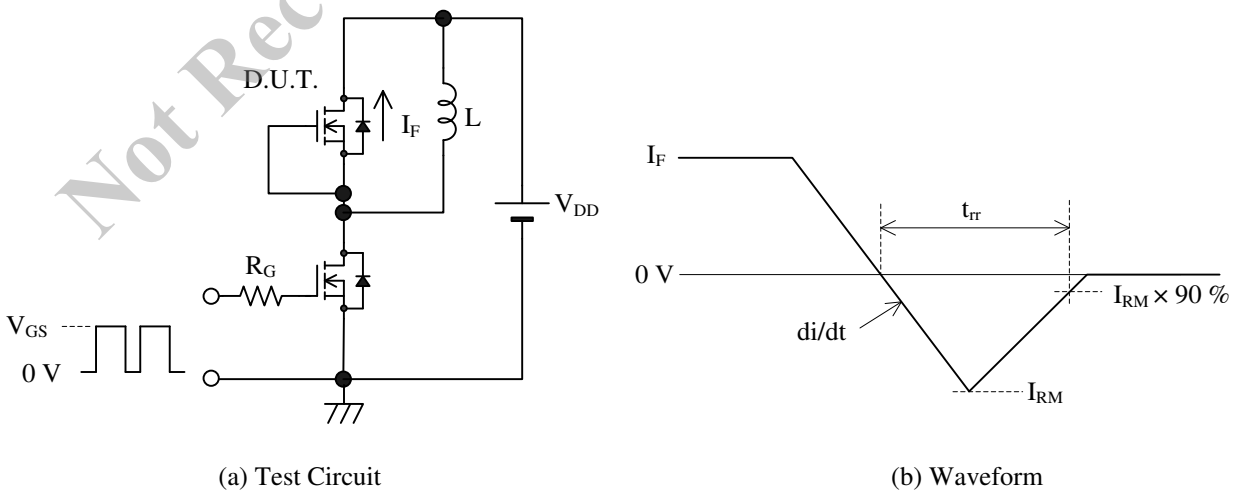 Not Rec
D.U.T.
I_F
L
V_DD
R_G
V_GS
0 V
(a) Test Circuit
I_F
t_rr
0 V
I_RM × 90 %
di/dt
I_RM
(b) Waveform